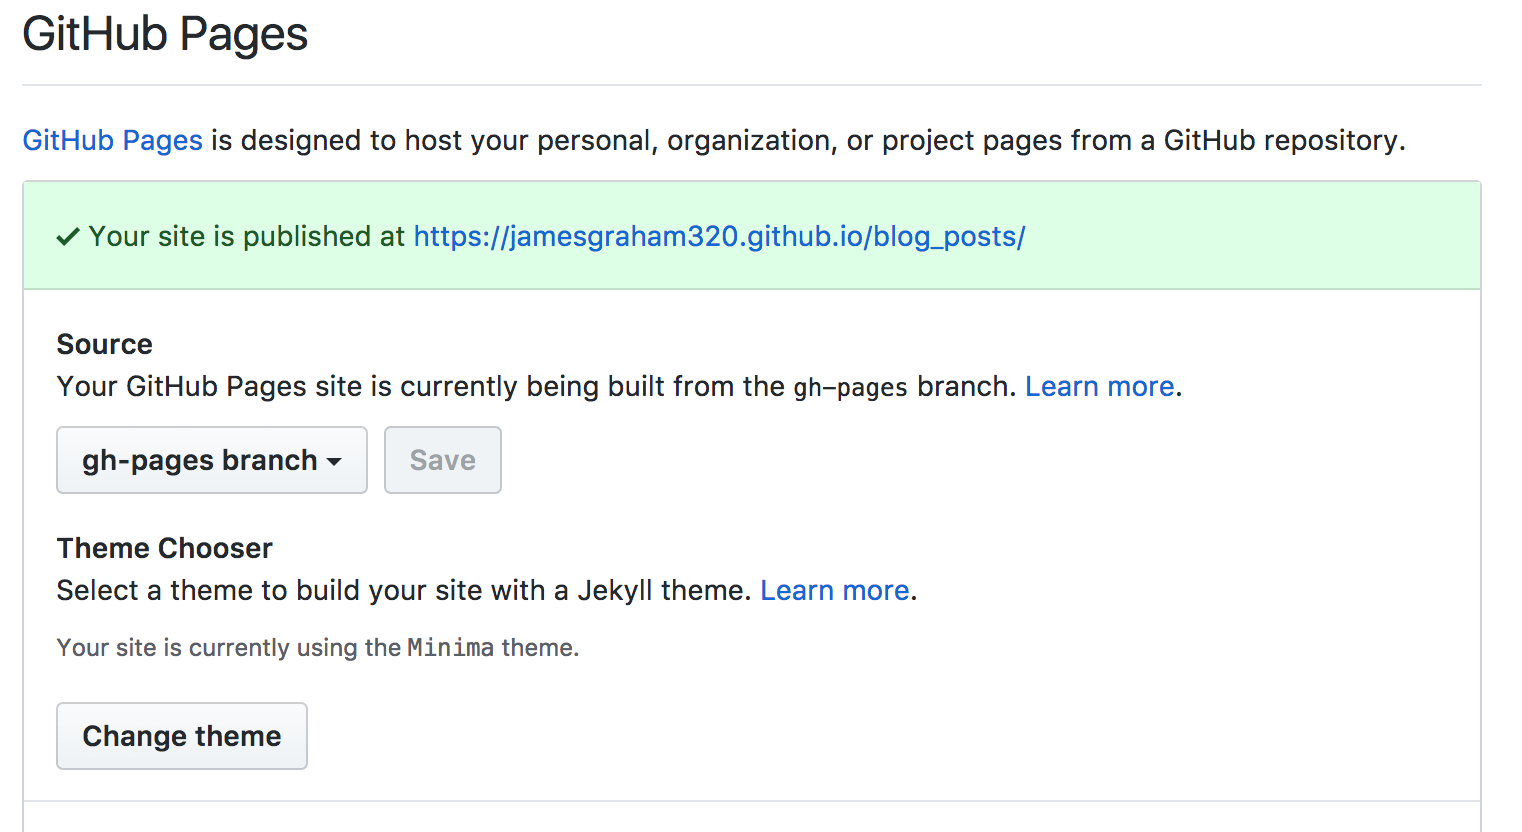 GitHub Pages
GitHub Pages is designed to host your personal, organization, or project pages from a GitHub repository.
✓ Your site is published at https://jamesgraham320.github.io/blog_posts/
Source
Your GitHub Pages site is currently being built from the gh-pages branch. Learn more.
gh-pages branch
Save
Theme Chooser
Select a theme to build your site with a Jekyll theme. Learn more.
Your site is currently using the Minima theme.
Change theme